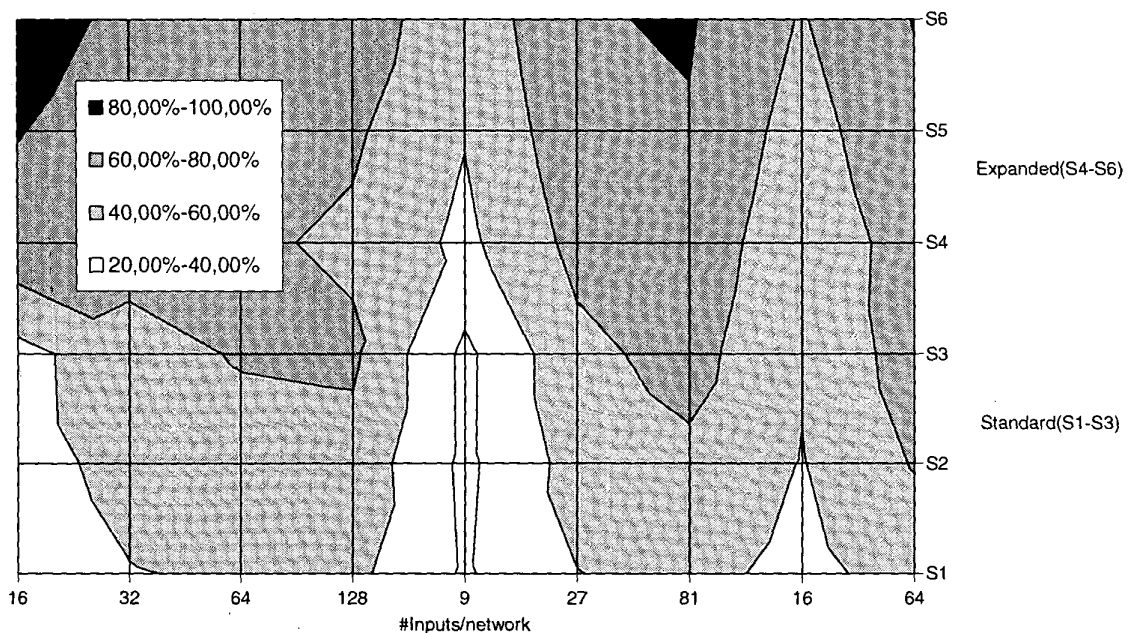 S6
80,00%-100,00%
S5
60,00%-80,00%
Expanded(S4-S6)
40,00%-60,00%
S4
20,00%-40,00%
S3
Standard(S1-S3)
S2
S1
16 32 64 128 9 27 81 16 64
#Inputs/network